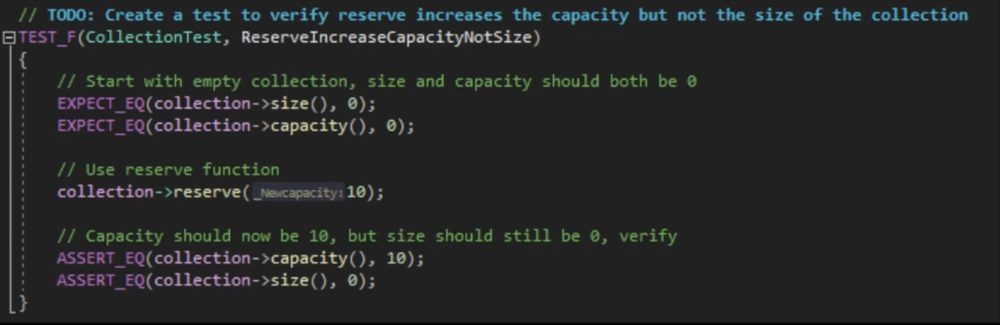 // TODO: Create a test to verify reserve increases the capacity but not the size of the collection
TEST_F(CollectionTest, ReserveIncreaseCapacityNotSize)
{
// Start with empty collection, size and capacity should both be 0
EXPECT_EQ(collection->size(), 0);
EXPECT_EQ(collection->capacity(), 0);
// Use reserve function
collection->reserve(_Newcapacity:10);
// Capacity should now be 10, but size should still be 0, verify
ASSERT_EQ(collection->capacity(), 10);
ASSERT_EQ(collection->size(), 0);
}